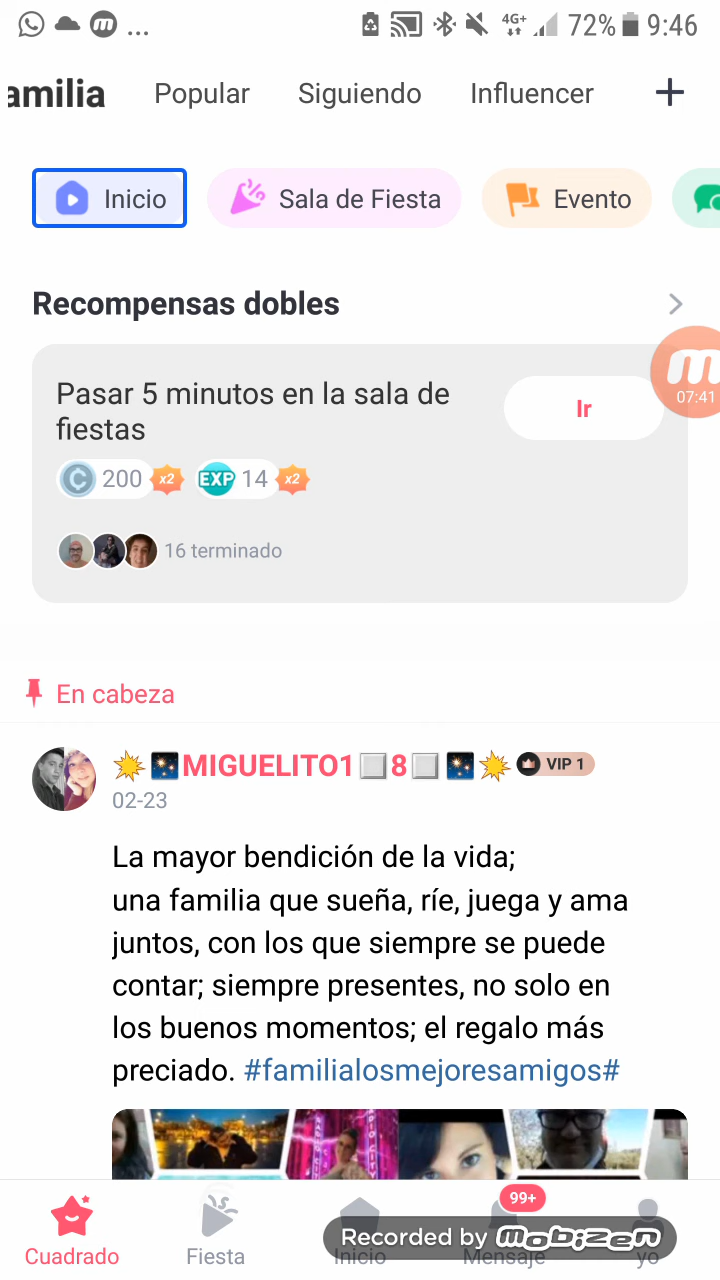 ... 4G+ 72% 9:46
amilia Popular Siguiendo Influencer +
Inicio Sala de Fiesta Evento
Recompensas dobles
Pasar 5 minutos en la sala de
fiestas
Ir
07:41
200 x2 EXP 14 x2
16 terminado
En cabeza
MIGUELITO1 8 VIP 1
02-23
La mayor bendición de la vida;
una familia que sueña, ríe, juega y ama
juntos, con los que siempre se puede
contar; siempre presentes, no solo en
los buenos momentos; el regalo más
preciado. #familialosmejoresamigos#
99+
Recorded by mobizen
Cuadrado Fiesta Inicio Mensaje yo